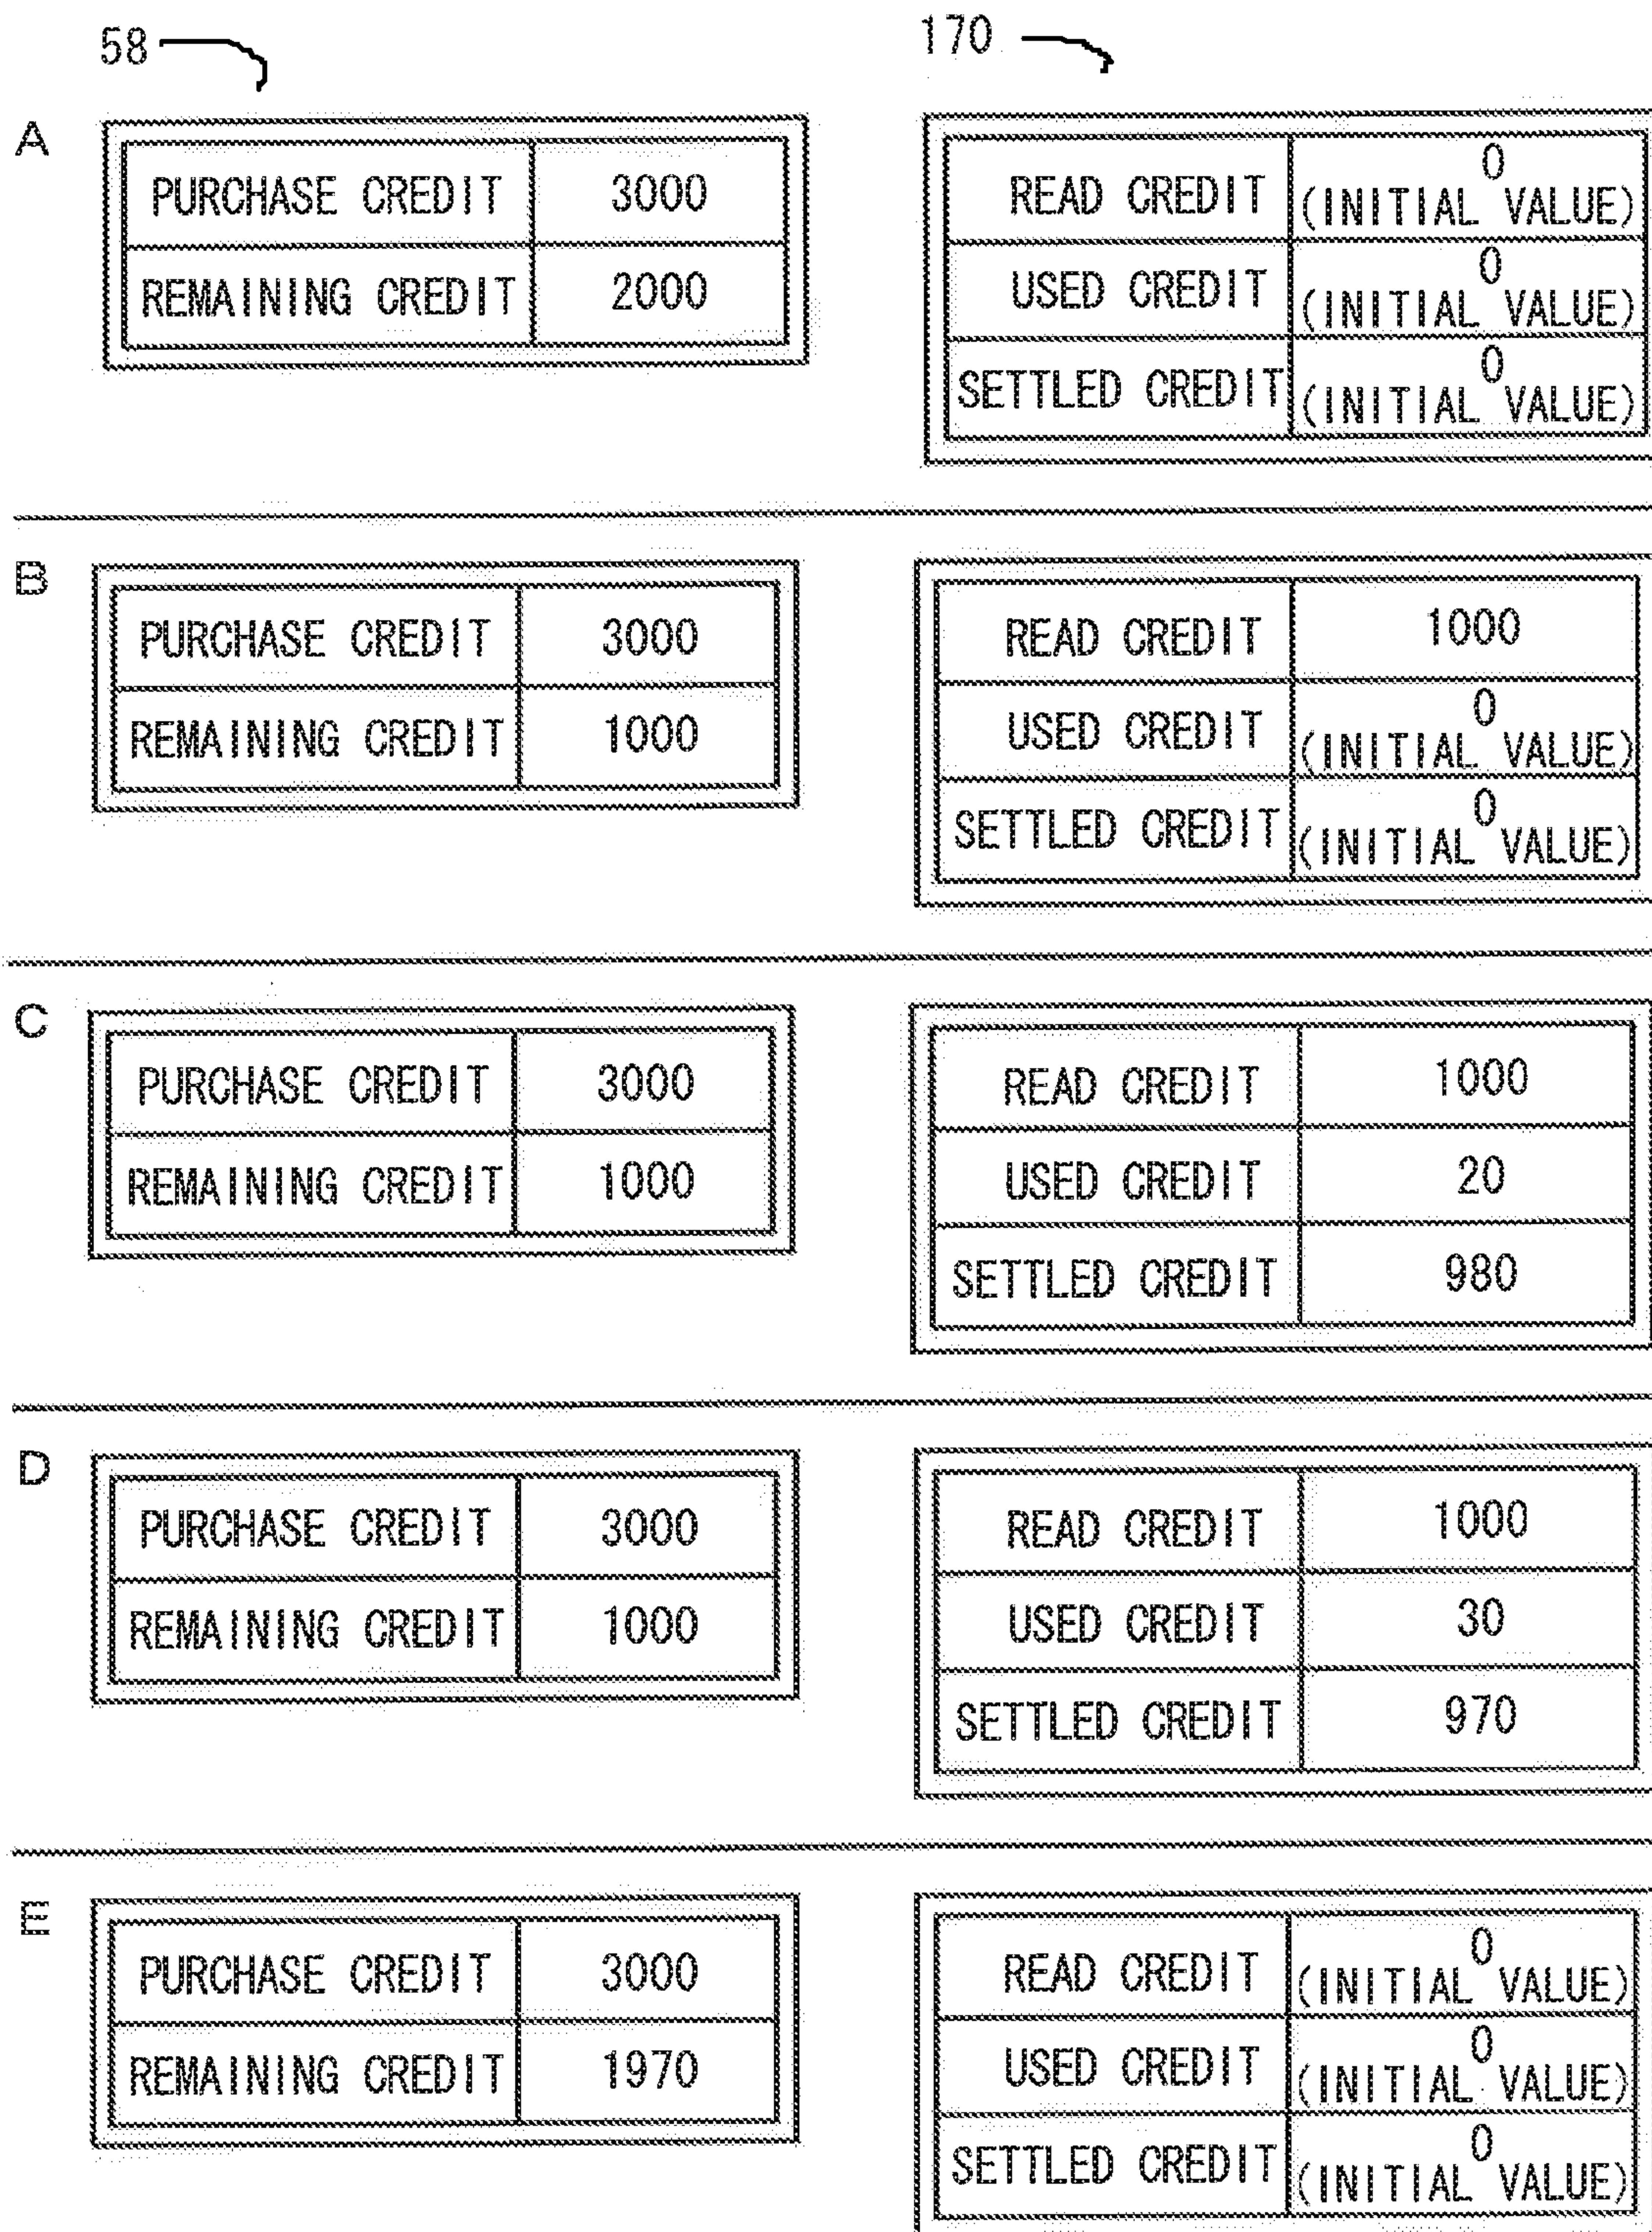 58
170
A
PURCHASE CREDIT 3000
REMAINING CREDIT 2000
READ CREDIT 0 (INITIAL VALUE)
USED CREDIT 0 (INITIAL VALUE)
SETTLED CREDIT 0 (INITIAL VALUE)
B
PURCHASE CREDIT 3000
REMAINING CREDIT 1000
READ CREDIT 1000
USED CREDIT 0 (INITIAL VALUE)
SETTLED CREDIT 0 (INITIAL VALUE)
C
PURCHASE CREDIT 3000
REMAINING CREDIT 1000
READ CREDIT 1000
USED CREDIT 20
SETTLED CREDIT 980
D
PURCHASE CREDIT 3000
REMAINING CREDIT 1000
READ CREDIT 1000
USED CREDIT 30
SETTLED CREDIT 970
E
PURCHASE CREDIT 3000
REMAINING CREDIT 1970
READ CREDIT 0 (INITIAL VALUE)
USED CREDIT 0 (INITIAL VALUE)
SETTLED CREDIT 0 (INITIAL VALUE)